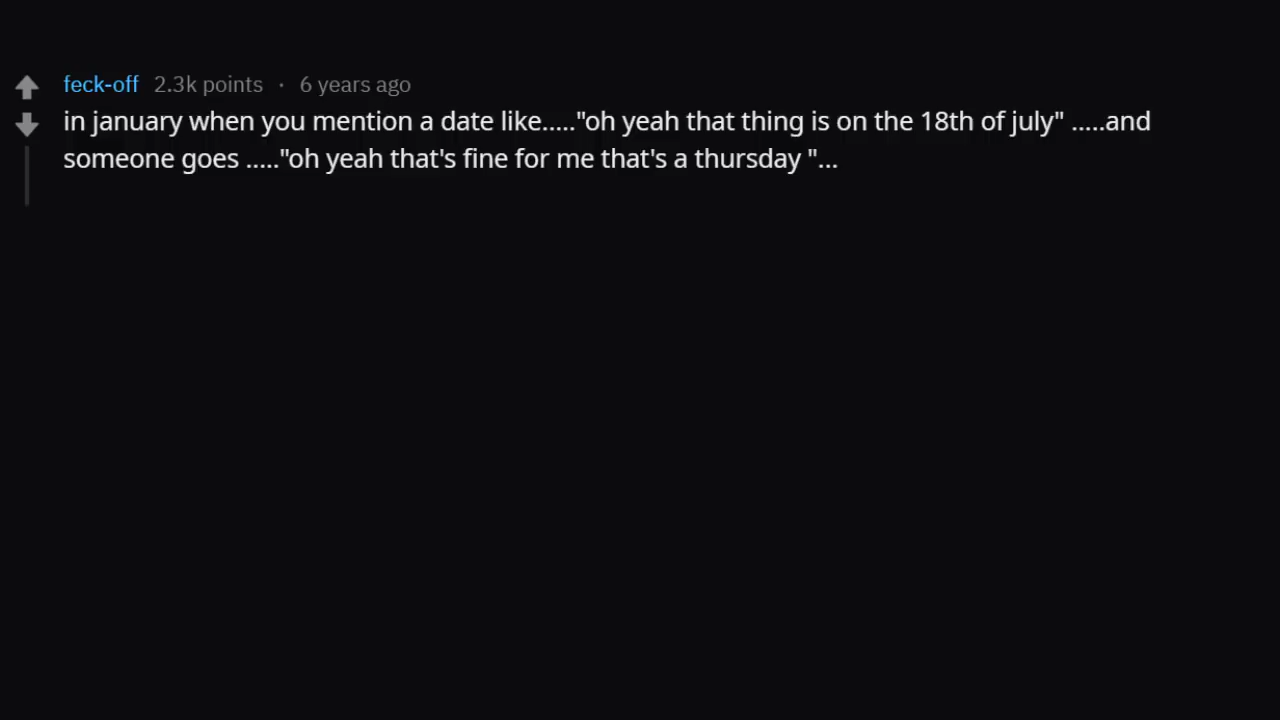 feck-off 2.3k points · 6 years ago
in january when you mention a date like....."oh yeah that thing is on the 18th of july" .....and
someone goes ....."oh yeah that's fine for me that's a thursday "...